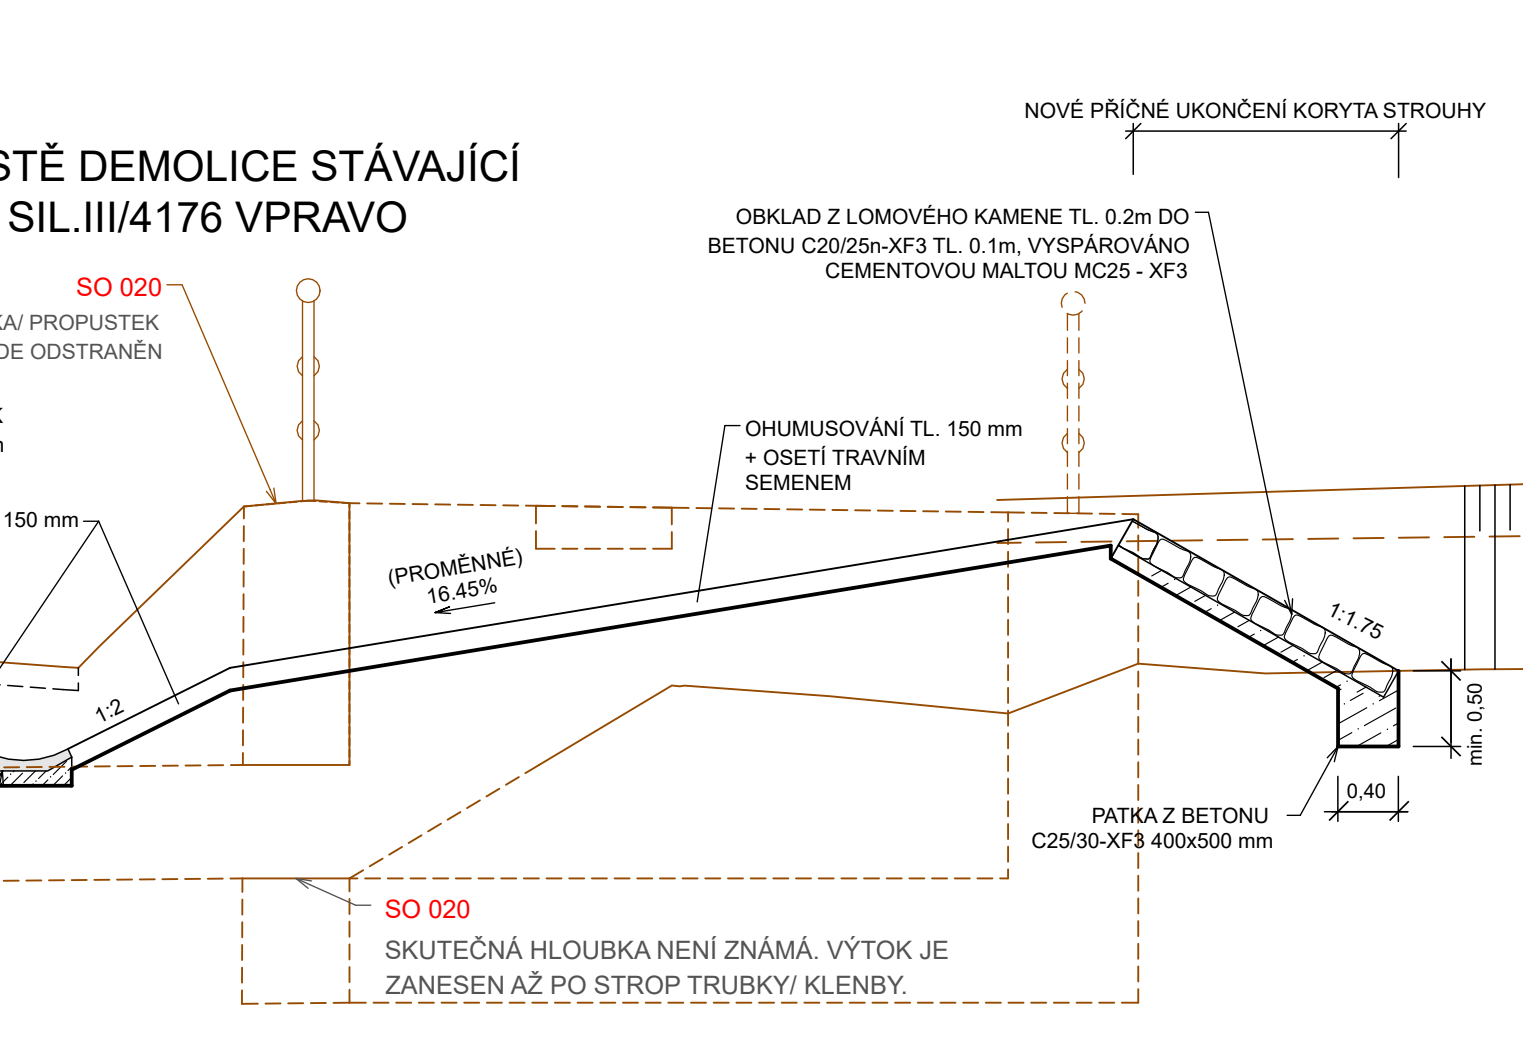 NOVÉ PŘÍČNÉ UKONČENÍ KORYTA STROUHY
STĚ DEMOLICE STÁVAJÍCÍ
SIL.III/4176 VPRAVO
OBKLAD Z LOMOVÉHO KAMENE TL. 0.2m DO
BETONU C20/25n-XF3 TL. 0.1m, VYSPÁROVÁNO
CEMENTOVOU MALTOU MC25 - XF3
SO 020
KA/ PROPUSTEK
DE ODSTRANĚN
K
OHUMUSOVÁNÍ TL. 150 mm
+ OSETÍ TRAVNÍM
SEMENEM
150 mm
(PROMĚNNÉ)
16.45%
1:1.75
1:2
min. 0,50
0,40
PATKA Z BETONU
C25/30-XF3 400x500 mm
SO 020
SKUTEČNÁ HLOUBKA NENÍ ZNÁMÁ. VÝTOK JE
ZANESEN AŽ PO STROP TRUBKY/ KLENBY.